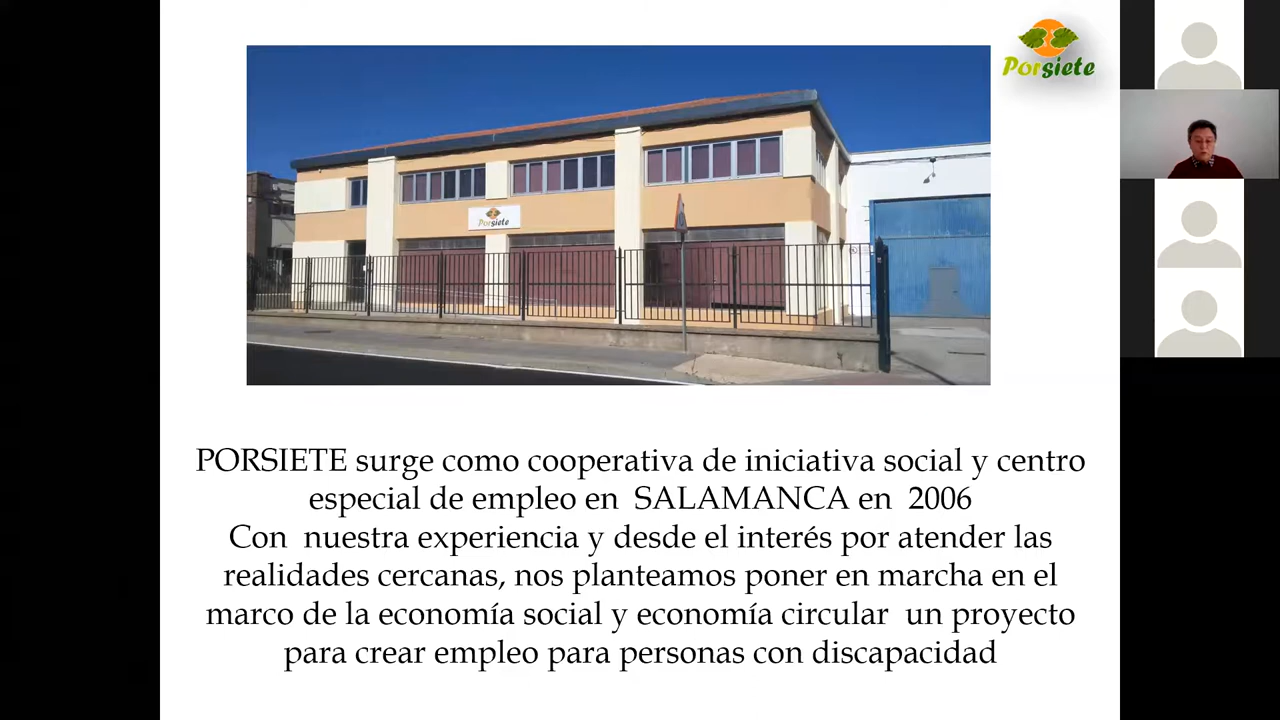 Porsiete
Porsiete
PORSIETE surge como cooperativa de iniciativa social y centro
especial de empleo en SALAMANCA en 2006
Con nuestra experiencia y desde el interés por atender las
realidades cercanas, nos planteamos poner en marcha en el
marco de la economía social y economía circular un proyecto
para crear empleo para personas con discapacidad